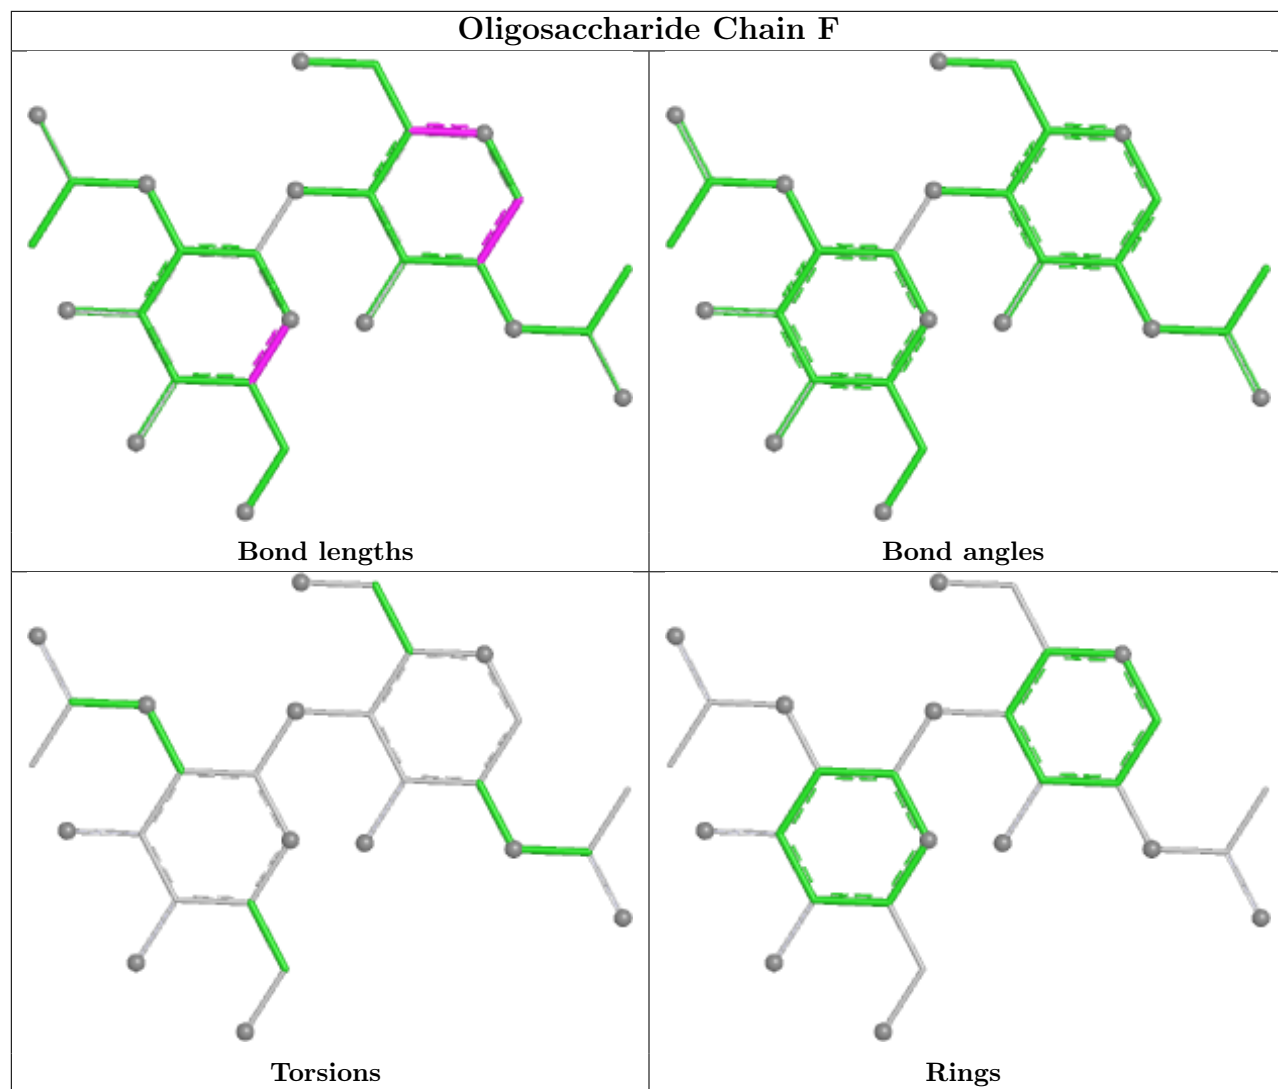 Oligosaccharide Chain F
Bond lengths
Bond angles
Torsions
Rings